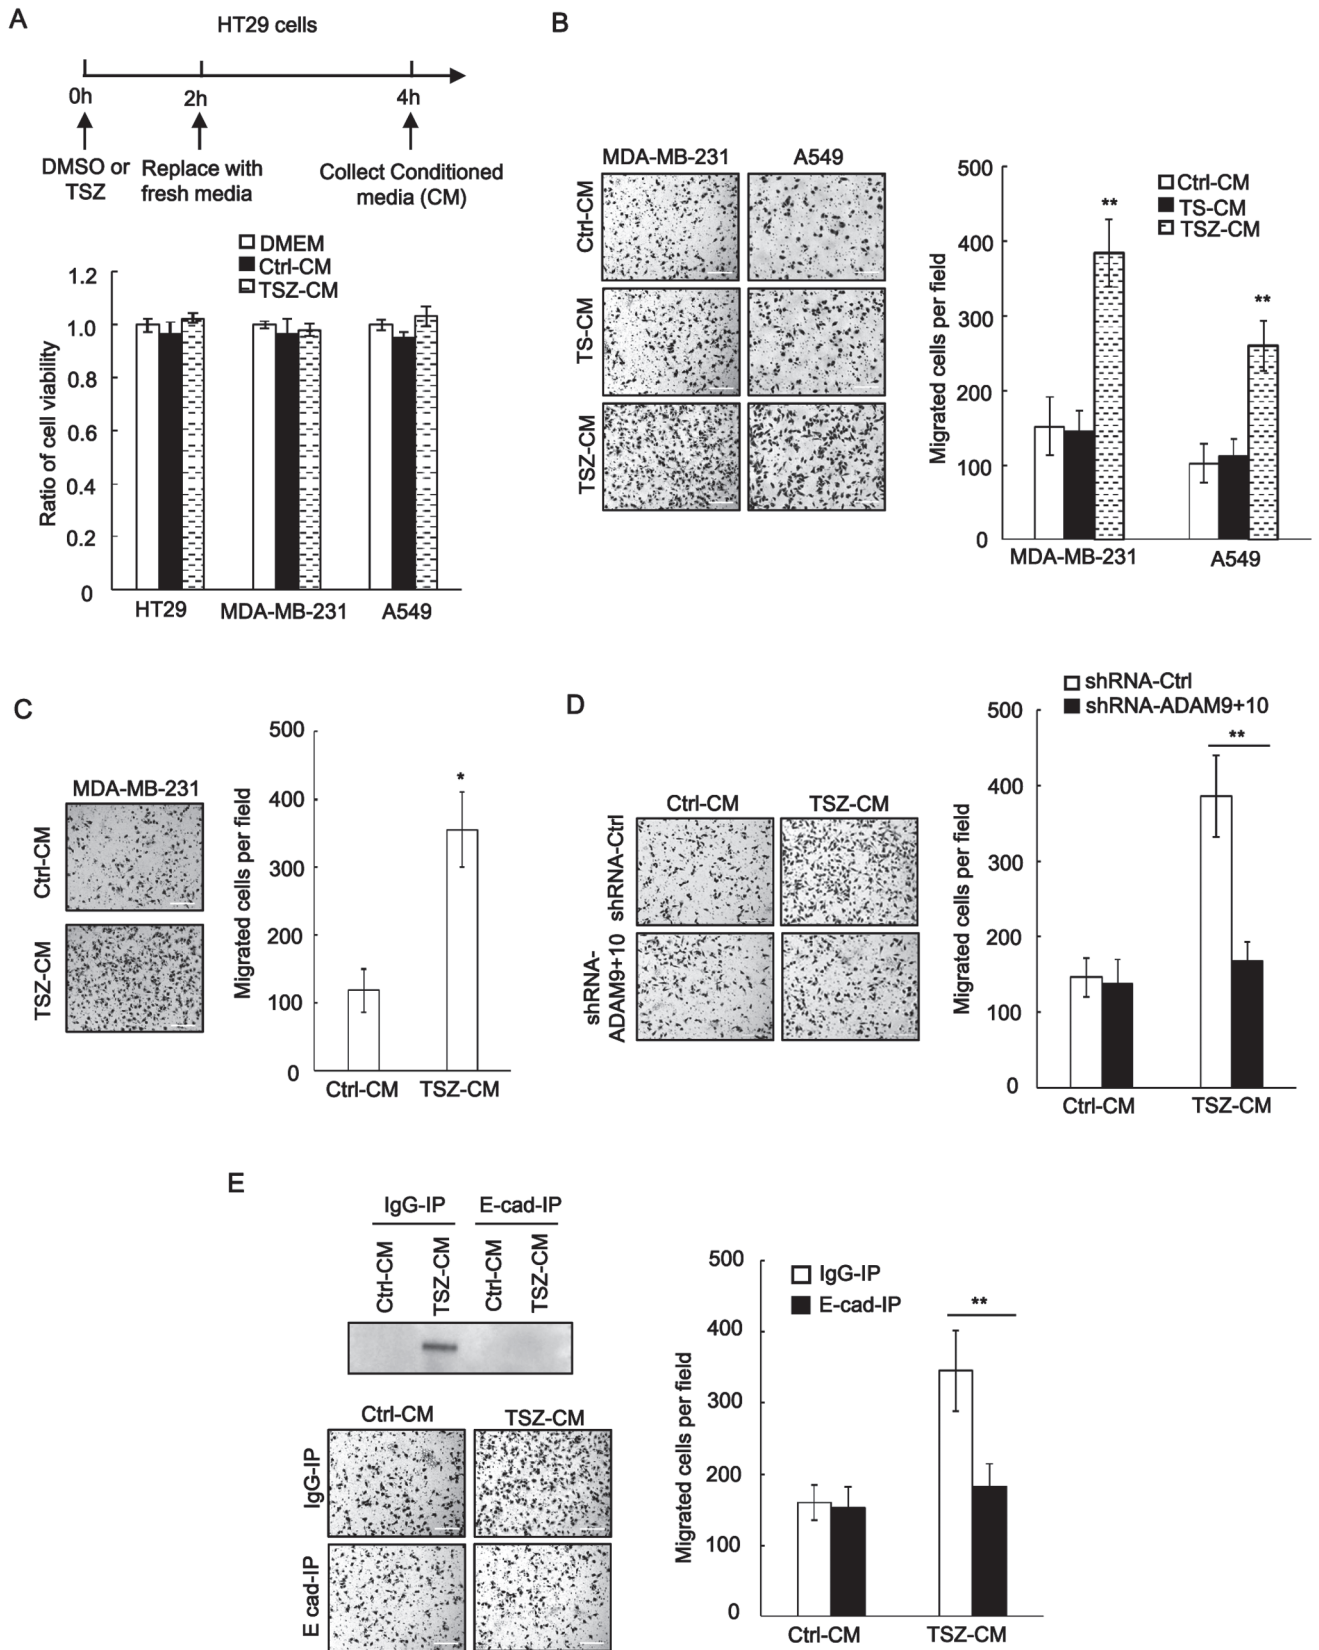 A
HT29 cells
0h
2h
4h
DMSO or
TSZ
Replace with
fresh media
Collect Conditioned
media (CM)
DMEM
Ctrl-CM
TSZ-CM
Ratio of cell viability
1.2
1.0
0.8
0.6
0.4
0.2
0
HT29
MDA-MB-231
A549
B
MDA-MB-231
A549
Ctrl-CM
TS-CM
TSZ-CM
Migrated cells per field
500
400
300
200
100
0
Ctrl-CM
TS-CM
TSZ-CM
**
**
MDA-MB-231
A549
C
MDA-MB-231
Ctrl-CM
TSZ-CM
Migrated cells per field
500
400
300
200
100
0
*
Ctrl-CM
TSZ-CM
D
Ctrl-CM
TSZ-CM
shRNA-Ctrl
shRNA-
ADAM9+10
shRNA-Ctrl
shRNA-ADAM9+10
Migrated cells per field
500
400
300
200
100
0
**
Ctrl-CM
TSZ-CM
E
IgG-IP
E-cad-IP
Ctrl-CM
TSZ-CM
Ctrl-CM
TSZ-CM
Ctrl-CM
TSZ-CM
IgG-IP
E cad-IP
Migrated cells per field
500
400
300
200
100
0
IgG-IP
E-cad-IP
**
Ctrl-CM
TSZ-CM